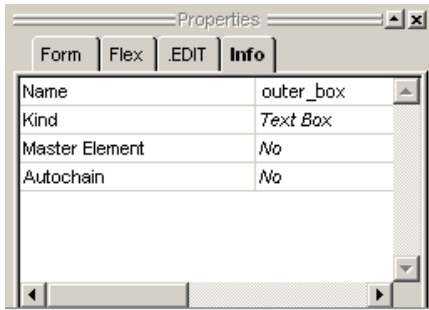 Properties
Form Flex .EDIT Info
Name outer_box
Kind Text Box
Master Element No
Autochain No